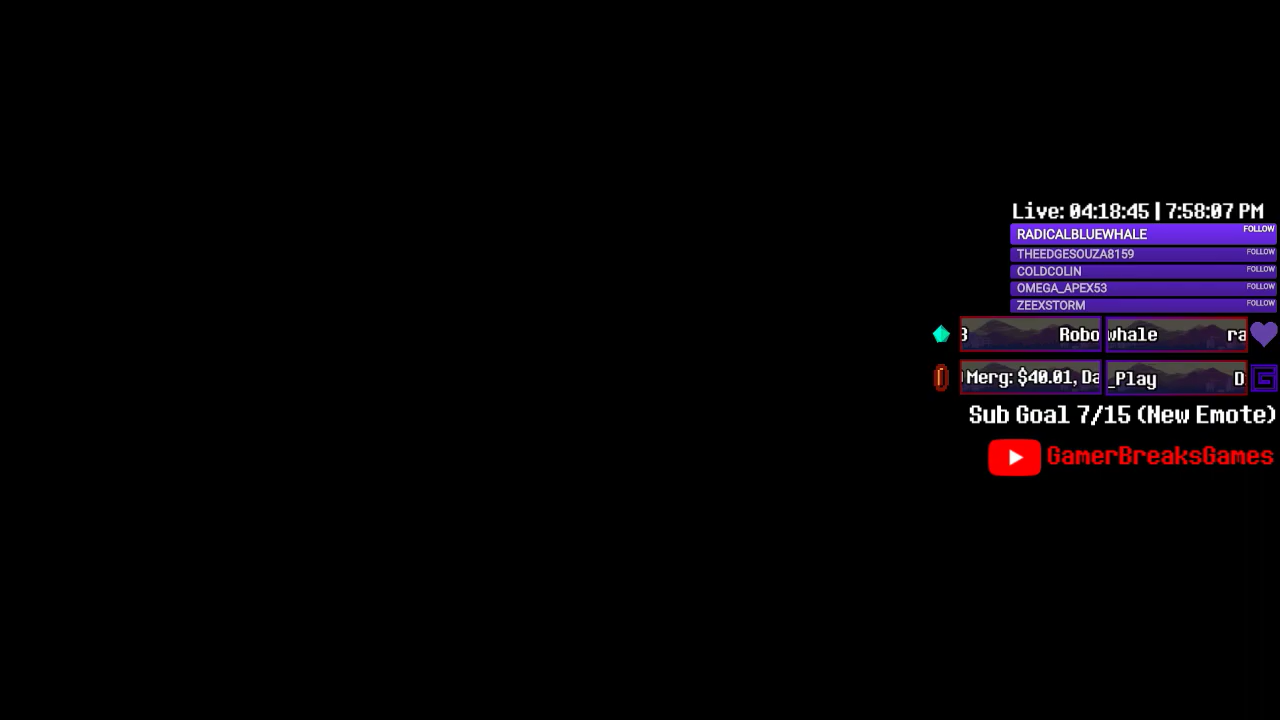 Live: 04:18:45 | 7:58:07 PM
RADICALBLUEWHALE FOLLOW
THEEDGESOUZA8159 FOLLOW
COLDCOLIN FOLLOW
OMEGA_APEX53 FOLLOW
ZEEXSTORM FOLLOW
Robo whale ra
Merg: $40.01, Da _Play D
Sub Goal 7/15 (New Emote)
GamerBreaksGames